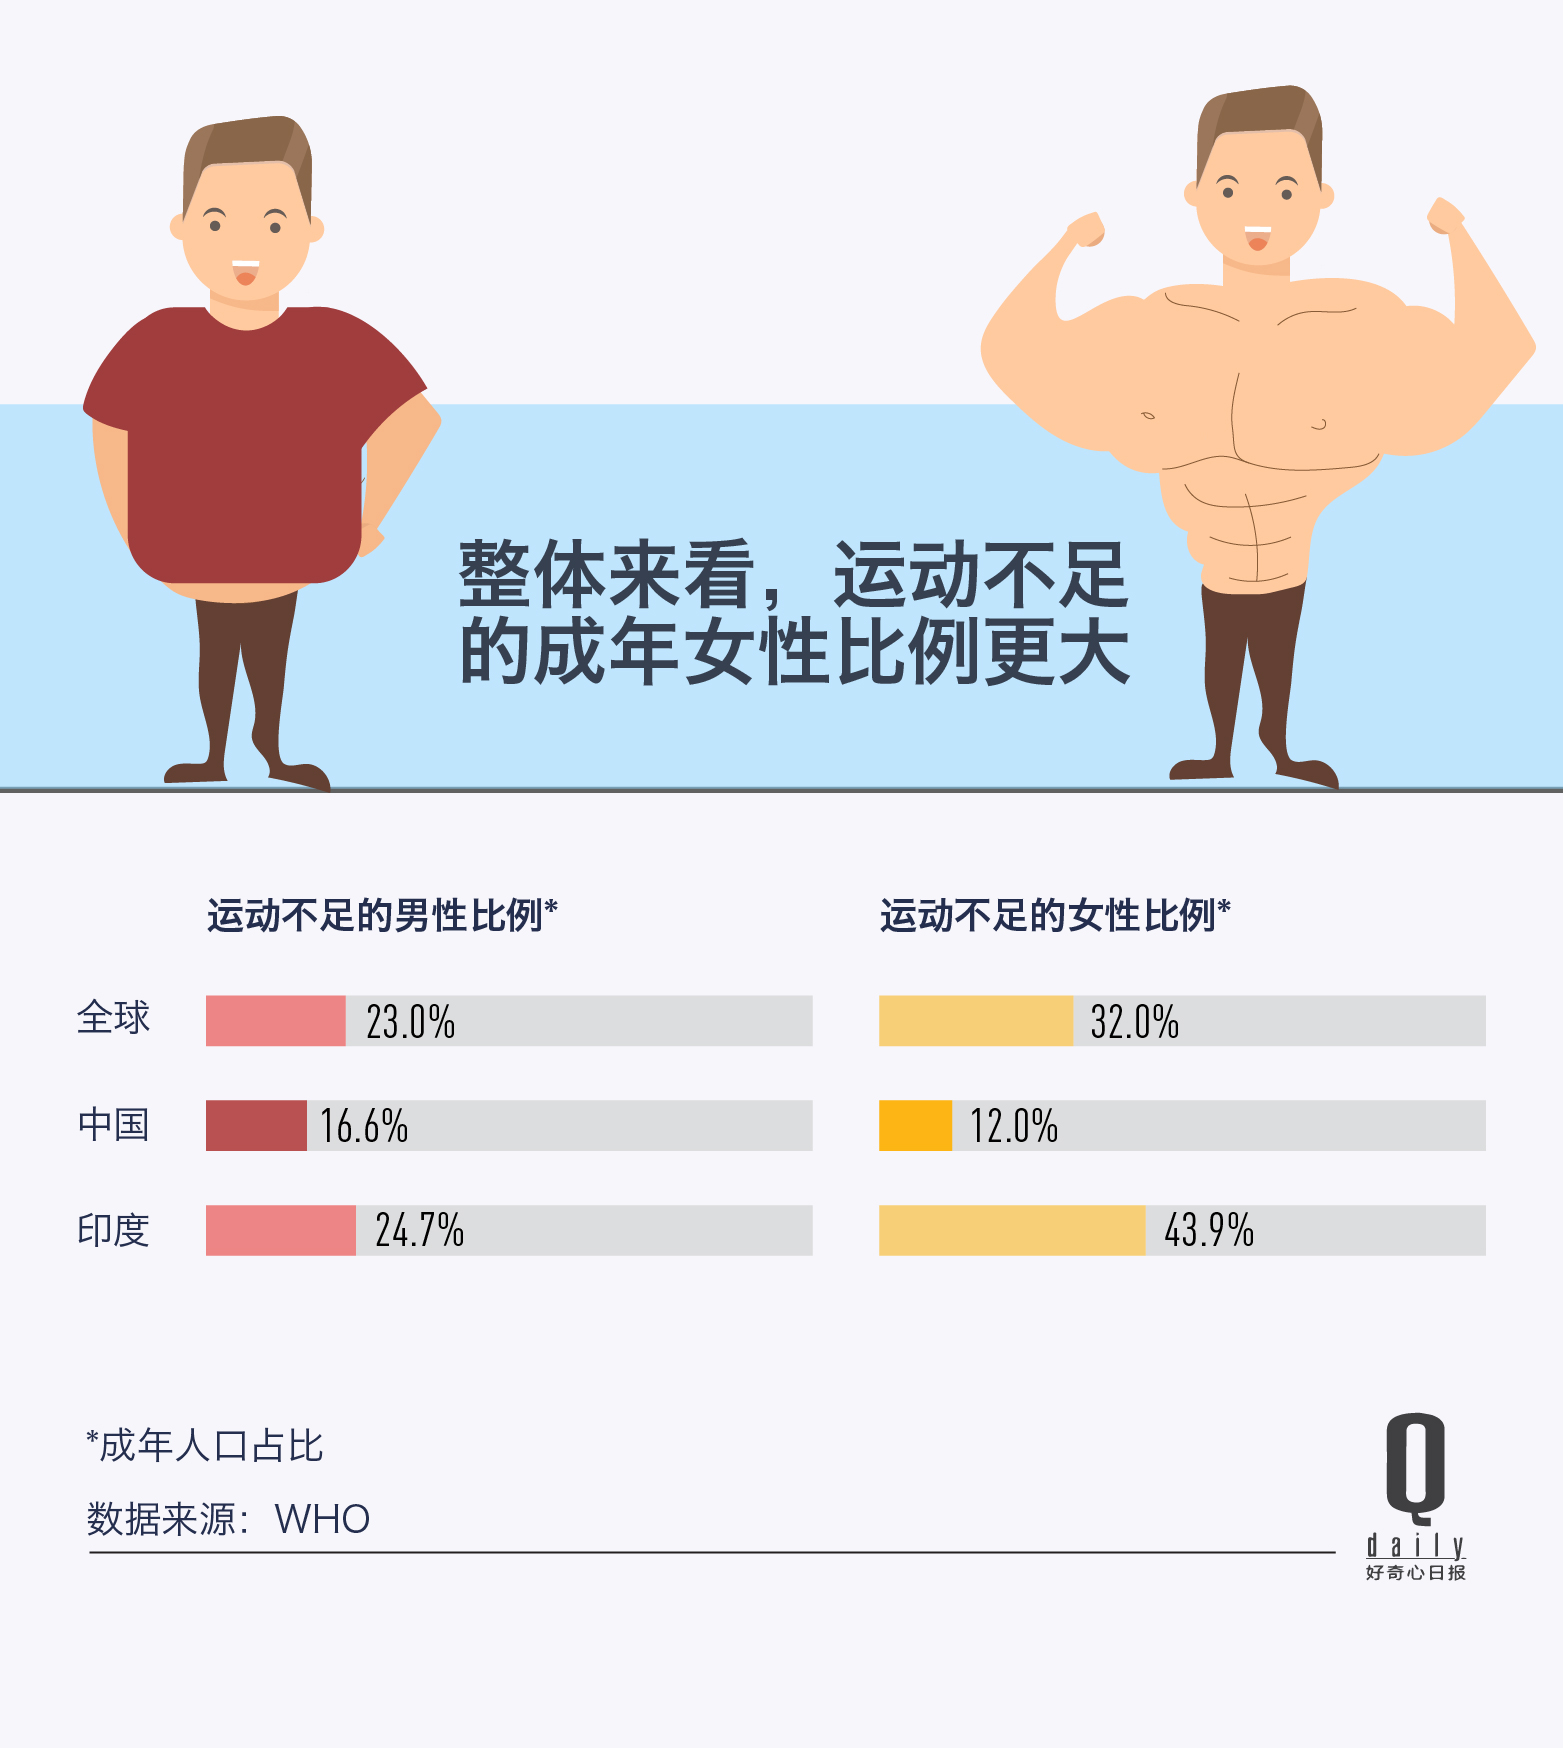 整体来看，运动不足
的成年女性比例更大
运动不足的男性比例* 运动不足的女性比例*
全球 23.0% 32.0%
中国 16.6% 12.0%
印度 24.7% 43.9%
*成年人口占比
数据来源：WHO
Q
daily
好奇心日报